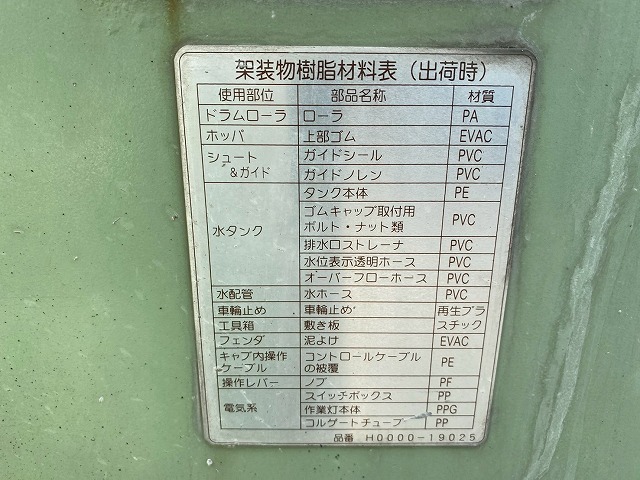 架装物樹脂材料表（出荷時）
使用部位 部品名称 材質
ドラムローラ ローラ PA
ホッパ 上部ゴム EVAC
シュート
&ガイド
ガイドシール PVC
ガイドノレン PVC
水タンク
タンク本体 PE
ゴムキャップ取付用
ボルト・ナット類
PVC
排水口ストレーナ PVC
水位表示透明ホース PVC
オーバーフローホース PVC
水配管 水ホース PVC
車輪止め 車輪止め 再生プラ
工具箱 敷き板 スチック
フェンダ 泥よけ EVAC
キャブ内操作
ケーブル
コントロールケーブル
の被覆
PE
操作レバー ノブ PF
電気系
スイッチボックス PP
作業灯本体 PPG
コルゲートチューブ PP
品番 H0000-19025